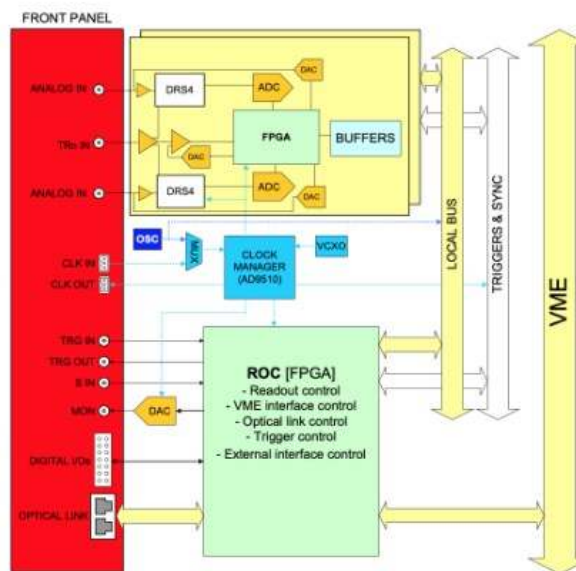 FRONT PANEL
ANALOG IN
DRS4
ADC
DAC
TRn IN
FPGA
BUFFERS
DAC
ANALOG IN
DRS4
ADC
DAC
OSC
MUX
CLOCK
MANAGER
(AD9510)
VCXO
CLK IN
CLK OUT
LOCAL BUS
TRIGGERS & SYNC
VME
TRG IN
TRG OUT
S IN
MON
DAC
DIGITAL I/Os
OPTICAL LINK
ROC [FPGA]
- Readout control
- VME interface control
- Optical link control
- Trigger control
- External interface control